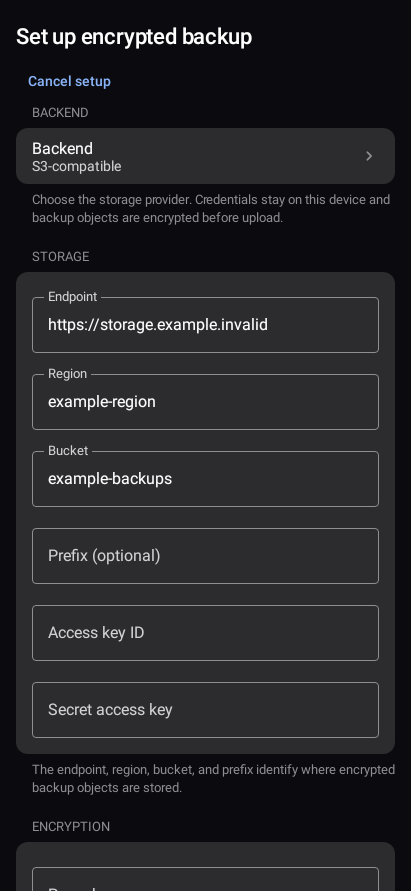 Set up encrypted backup
Cancel setup
BACKEND
Backend
S3-compatible
Choose the storage provider. Credentials stay on this device and
backup objects are encrypted before upload.
STORAGE
Endpoint
https://storage.example.invalid
Region
example-region
Bucket
example-backups
Prefix (optional)
Access key ID
Secret access key
The endpoint, region, bucket, and prefix identify where encrypted
backup objects are stored.
ENCRYPTION